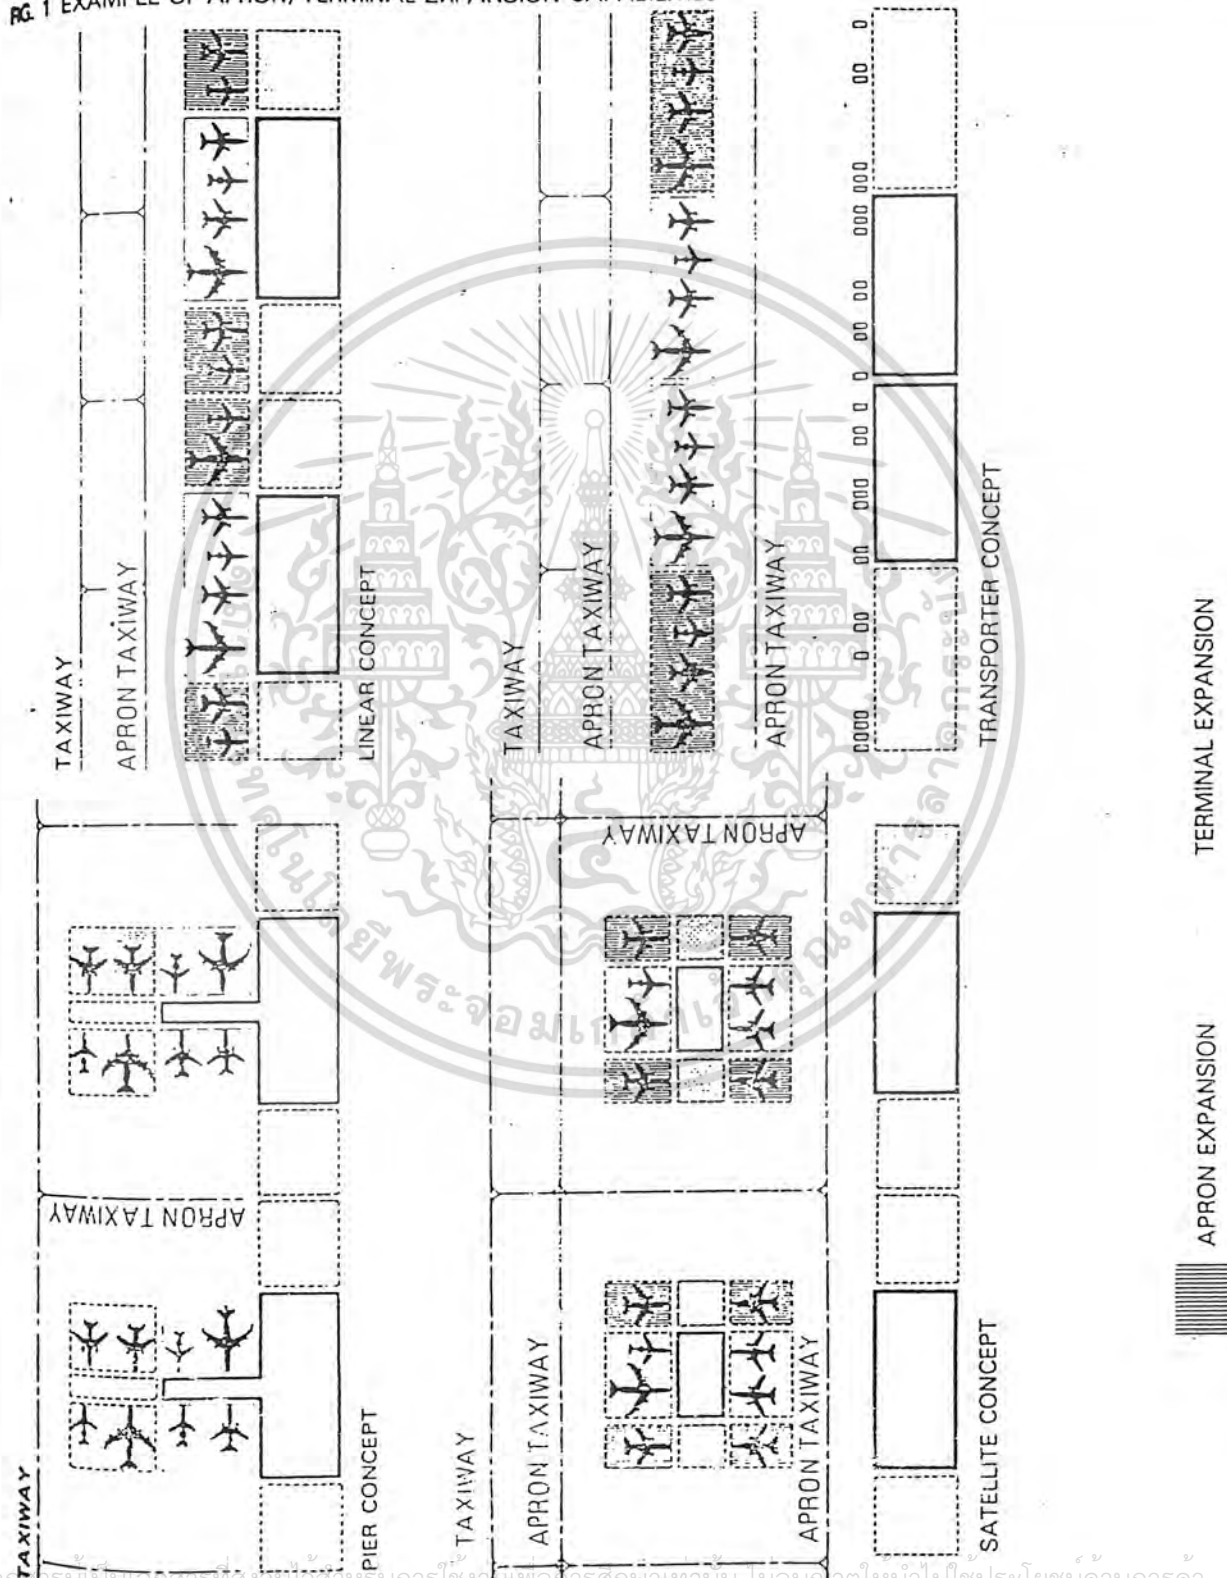 FIG. 1 EXAMPLE OF APRON/TERMINAL EXPANSION CAPABILITIES
TAXIWAY
APRON TAXIWAY
PIER CONCEPT
TAXIWAY
APRON TAXIWAY
LINEAR CONCEPT
TAXIWAY
APRON TAXIWAY
APRON TAXIWAY
APRON TAXIWAY
SATELLITE CONCEPT
TAXIWAY
APRON TAXIWAY
APRON TAXIWAY
TRANSPORTER CONCEPT
APRON EXPANSION
TERMINAL EXPANSION